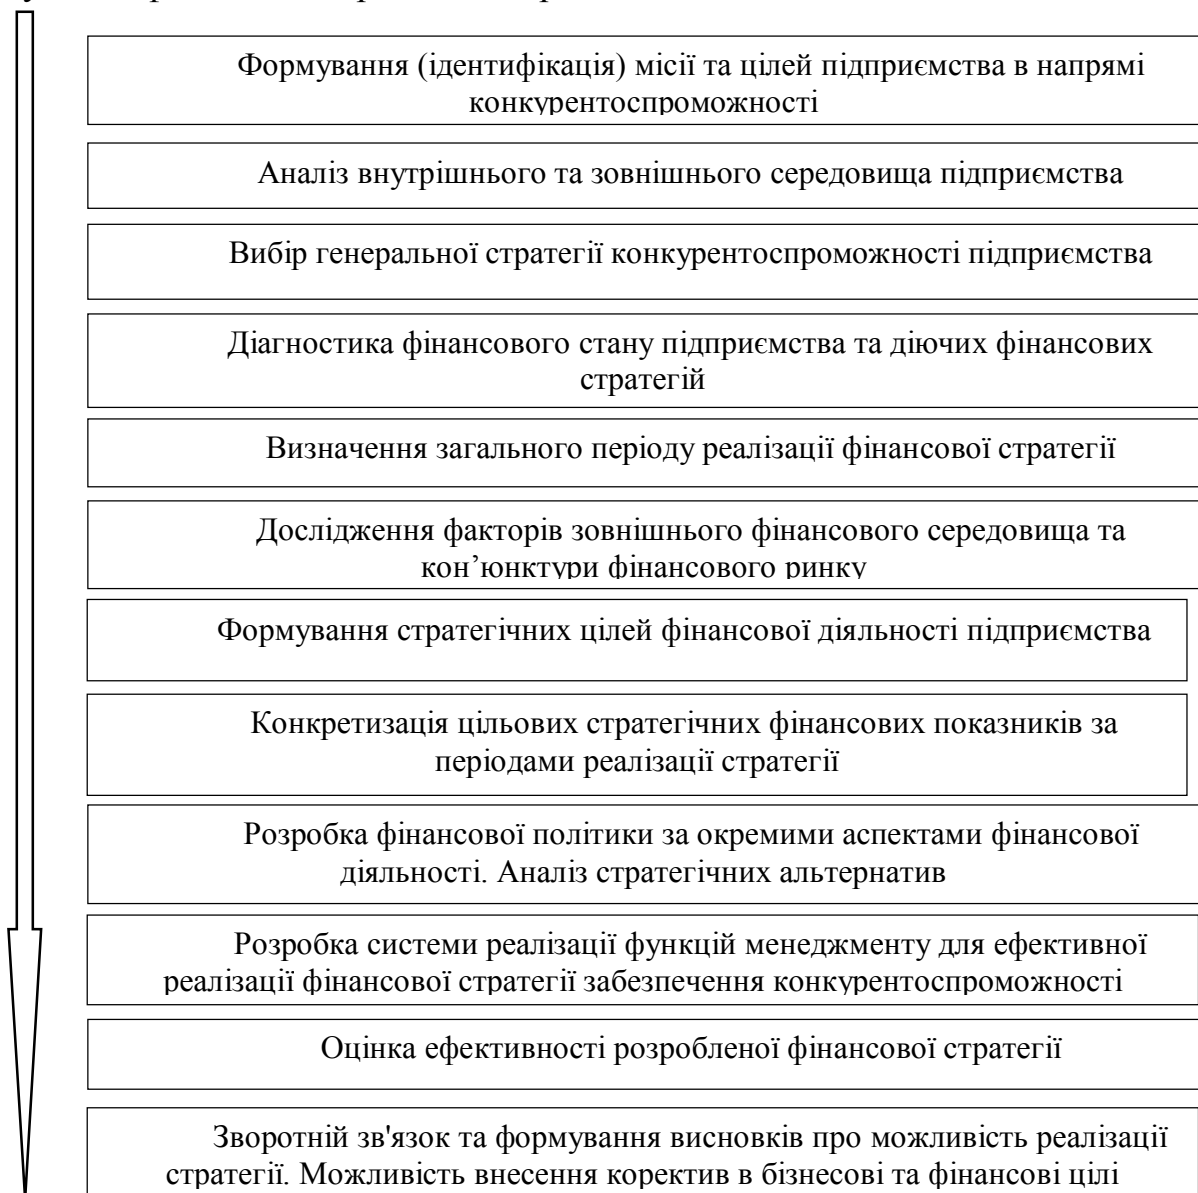 Формування (ідентифікація) місії та цілей підприємства в напрямі
конкурентоспроможності
Аналіз внутрішнього та зовнішнього середовища підприємства
Вибір генеральної стратегії конкурентоспроможності підприємства
Діагностика фінансового стану підприємства та діючих фінансових
стратегій
Визначення загального періоду реалізації фінансової стратегії
Дослідження факторів зовнішнього фінансового середовища та
кон’юнктури фінансового ринку
Формування стратегічних цілей фінансової діяльності підприємства
Конкретизація цільових стратегічних фінансових показників за
періодами реалізації стратегії
Розробка фінансової політики за окремими аспектами фінансової
діяльності. Аналіз стратегічних альтернатив
Розробка системи реалізації функцій менеджменту для ефективної
реалізації фінансової стратегії забезпечення конкурентоспроможності
Оцінка ефективності розробленої фінансової стратегії
Зворотній зв'язок та формування висновків про можливість реалізації
стратегії. Можливість внесення коректив в бізнесові та фінансові цілі